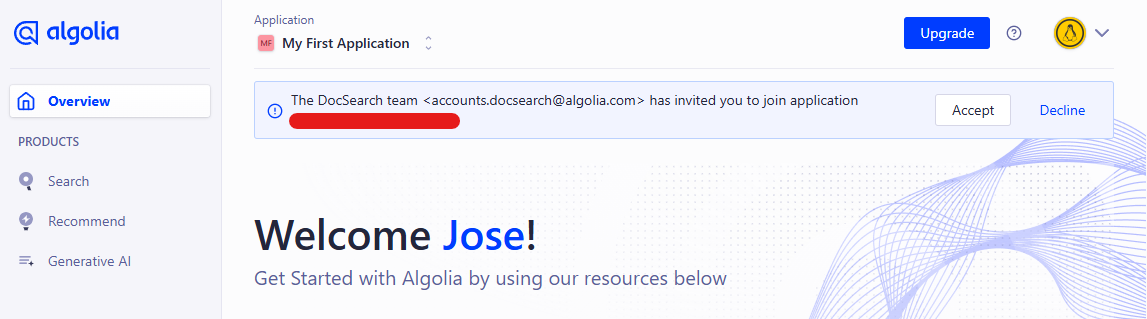 algolia
Application
MF My First Application
Upgrade
Overview
The DocSearch team <accounts.docsearch@algolia.com> has invited you to join application
Accept
Decline
PRODUCTS
Search
Recommend
Generative AI
Welcome Jose!
Get Started with Algolia by using our resources below